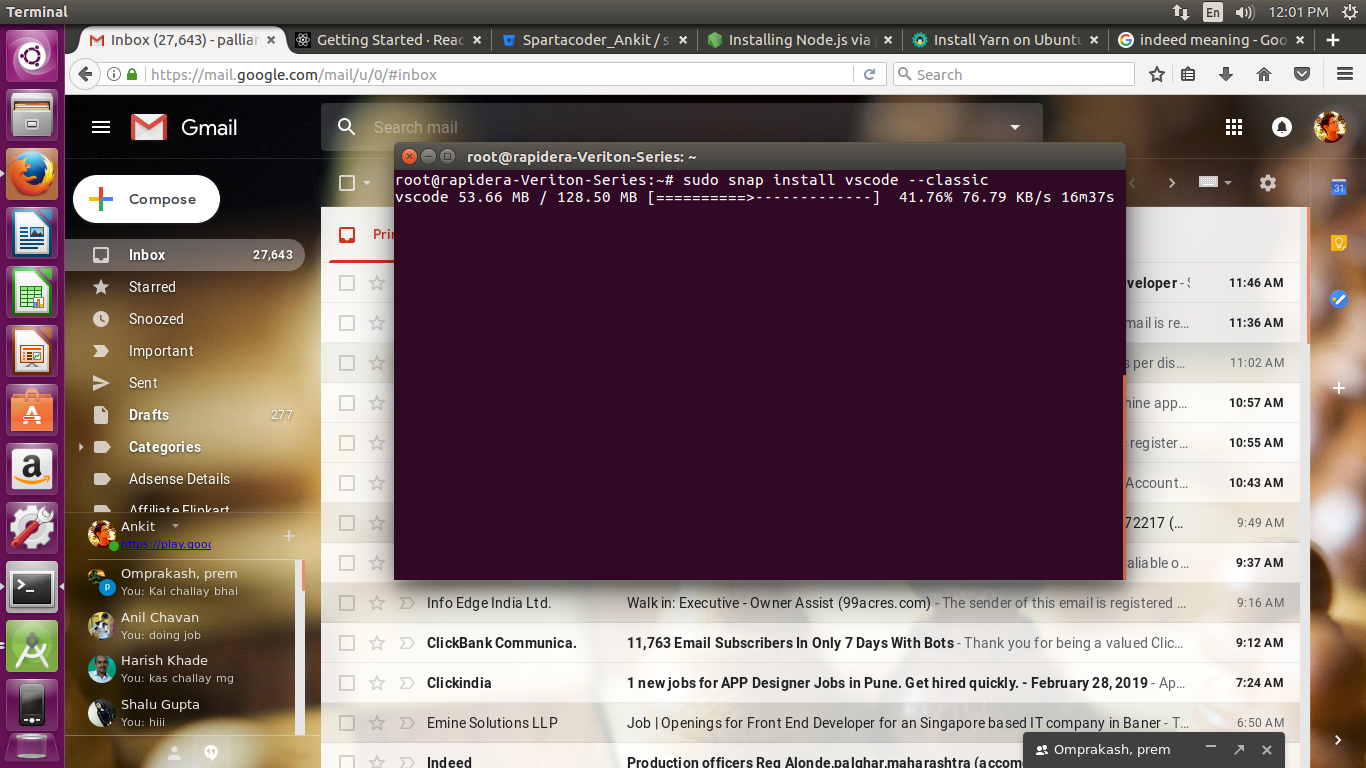 Terminal
En
12:01 PM
Inbox (27,643) - pallian
Getting Started · Reac
Spartacoder_Ankit / s
Installing Node.js via p
Install Yarn on Ubuntu
indeed meaning - Goo
https://mail.google.com/mail/u/0/#inbox
Search
Gmail
Search mail
root@rapidera-Veriton-Series: ~
root@rapidera-Veriton-Series:~# sudo snap install vscode --classic
vscode 53.66 MB / 128.50 MB [==========>-------------] 41.76% 76.79 KB/s 16m37s
Compose
Inbox 27,643
Starred
Snoozed
Important
Sent
Drafts 277
Categories
Adsense Details
Affiliate Flipkart
Ankit
https://play.goog
Omprakash, prem
You: Kai challay bhai
Anil Chavan
You: doing job
Harish Khade
You: kas challay mg
Shalu Gupta
You: hiii
Prin
veloper - S 11:46 AM
mail is re… 11:36 AM
s per dis… 11:02 AM
hine app… 10:57 AM
register… 10:55 AM
Account… 10:43 AM
72217 (… 9:49 AM
aliable o… 9:37 AM
Info Edge India Ltd. Walk in: Executive - Owner Assist (99acres.com) - The sender of this email is registered … 9:16 AM
ClickBank Communica. 11,763 Email Subscribers In Only 7 Days With Bots - Thank you for being a valued Clic… 9:12 AM
Clickindia 1 new jobs for APP Designer Jobs in Pune. Get hired quickly. - February 28, 2019 - Ap… 7:24 AM
Emine Solutions LLP Job | Openings for Front End Developer for an Singapore based IT company in Baner - T… 6:50 AM
Indeed Production officers Reg Alonde,palghar,maharashtra (accom
31
Omprakash, prem